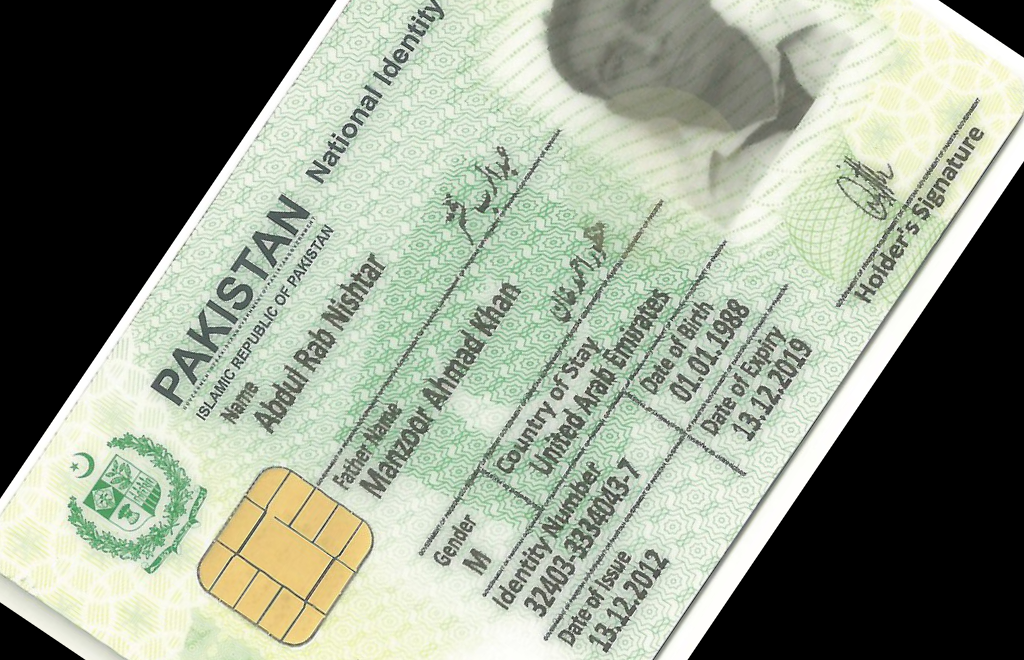 PAKISTAN National Identity
ISLAMIC REPUBLIC OF PAKISTAN
Name
Abdul Rab Nishtar
عبدالرب نشتر
Father Name
Manzoor Ahmad Khan
منظور احمد خان
Gender Country of Stay
M United Arab Emirates
Identity Number Date of Birth
32403-3334043-7 01.01.1988
Date of Issue Date of Expiry
13.12.2012 13.12.2019
Holder's Signature